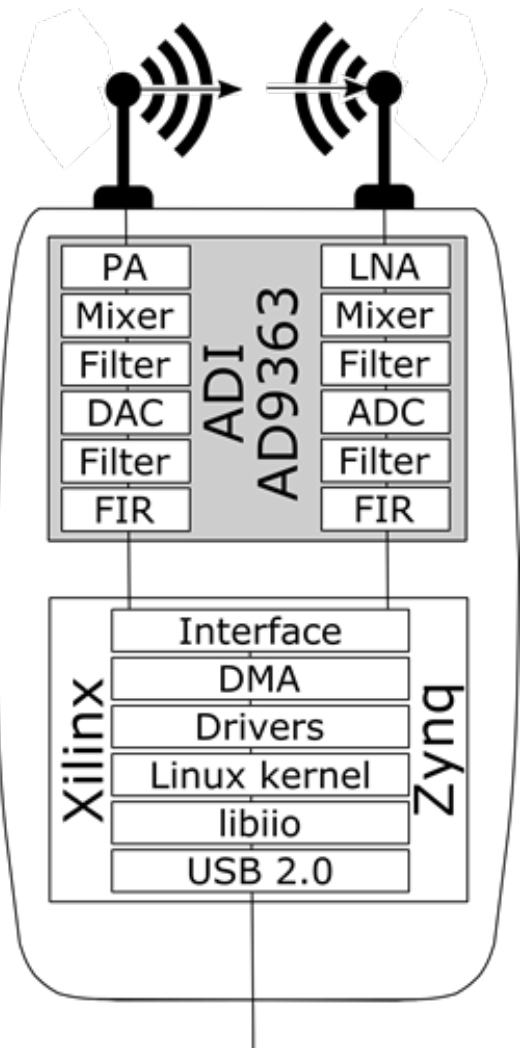 PA
Mixer
Filter
DAC
Filter
FIR
ADI
AD9363
LNA
Mixer
Filter
ADC
Filter
FIR
Xilinx
Interface
DMA
Drivers
Linux kernel
libiio
USB 2.0
Zynq